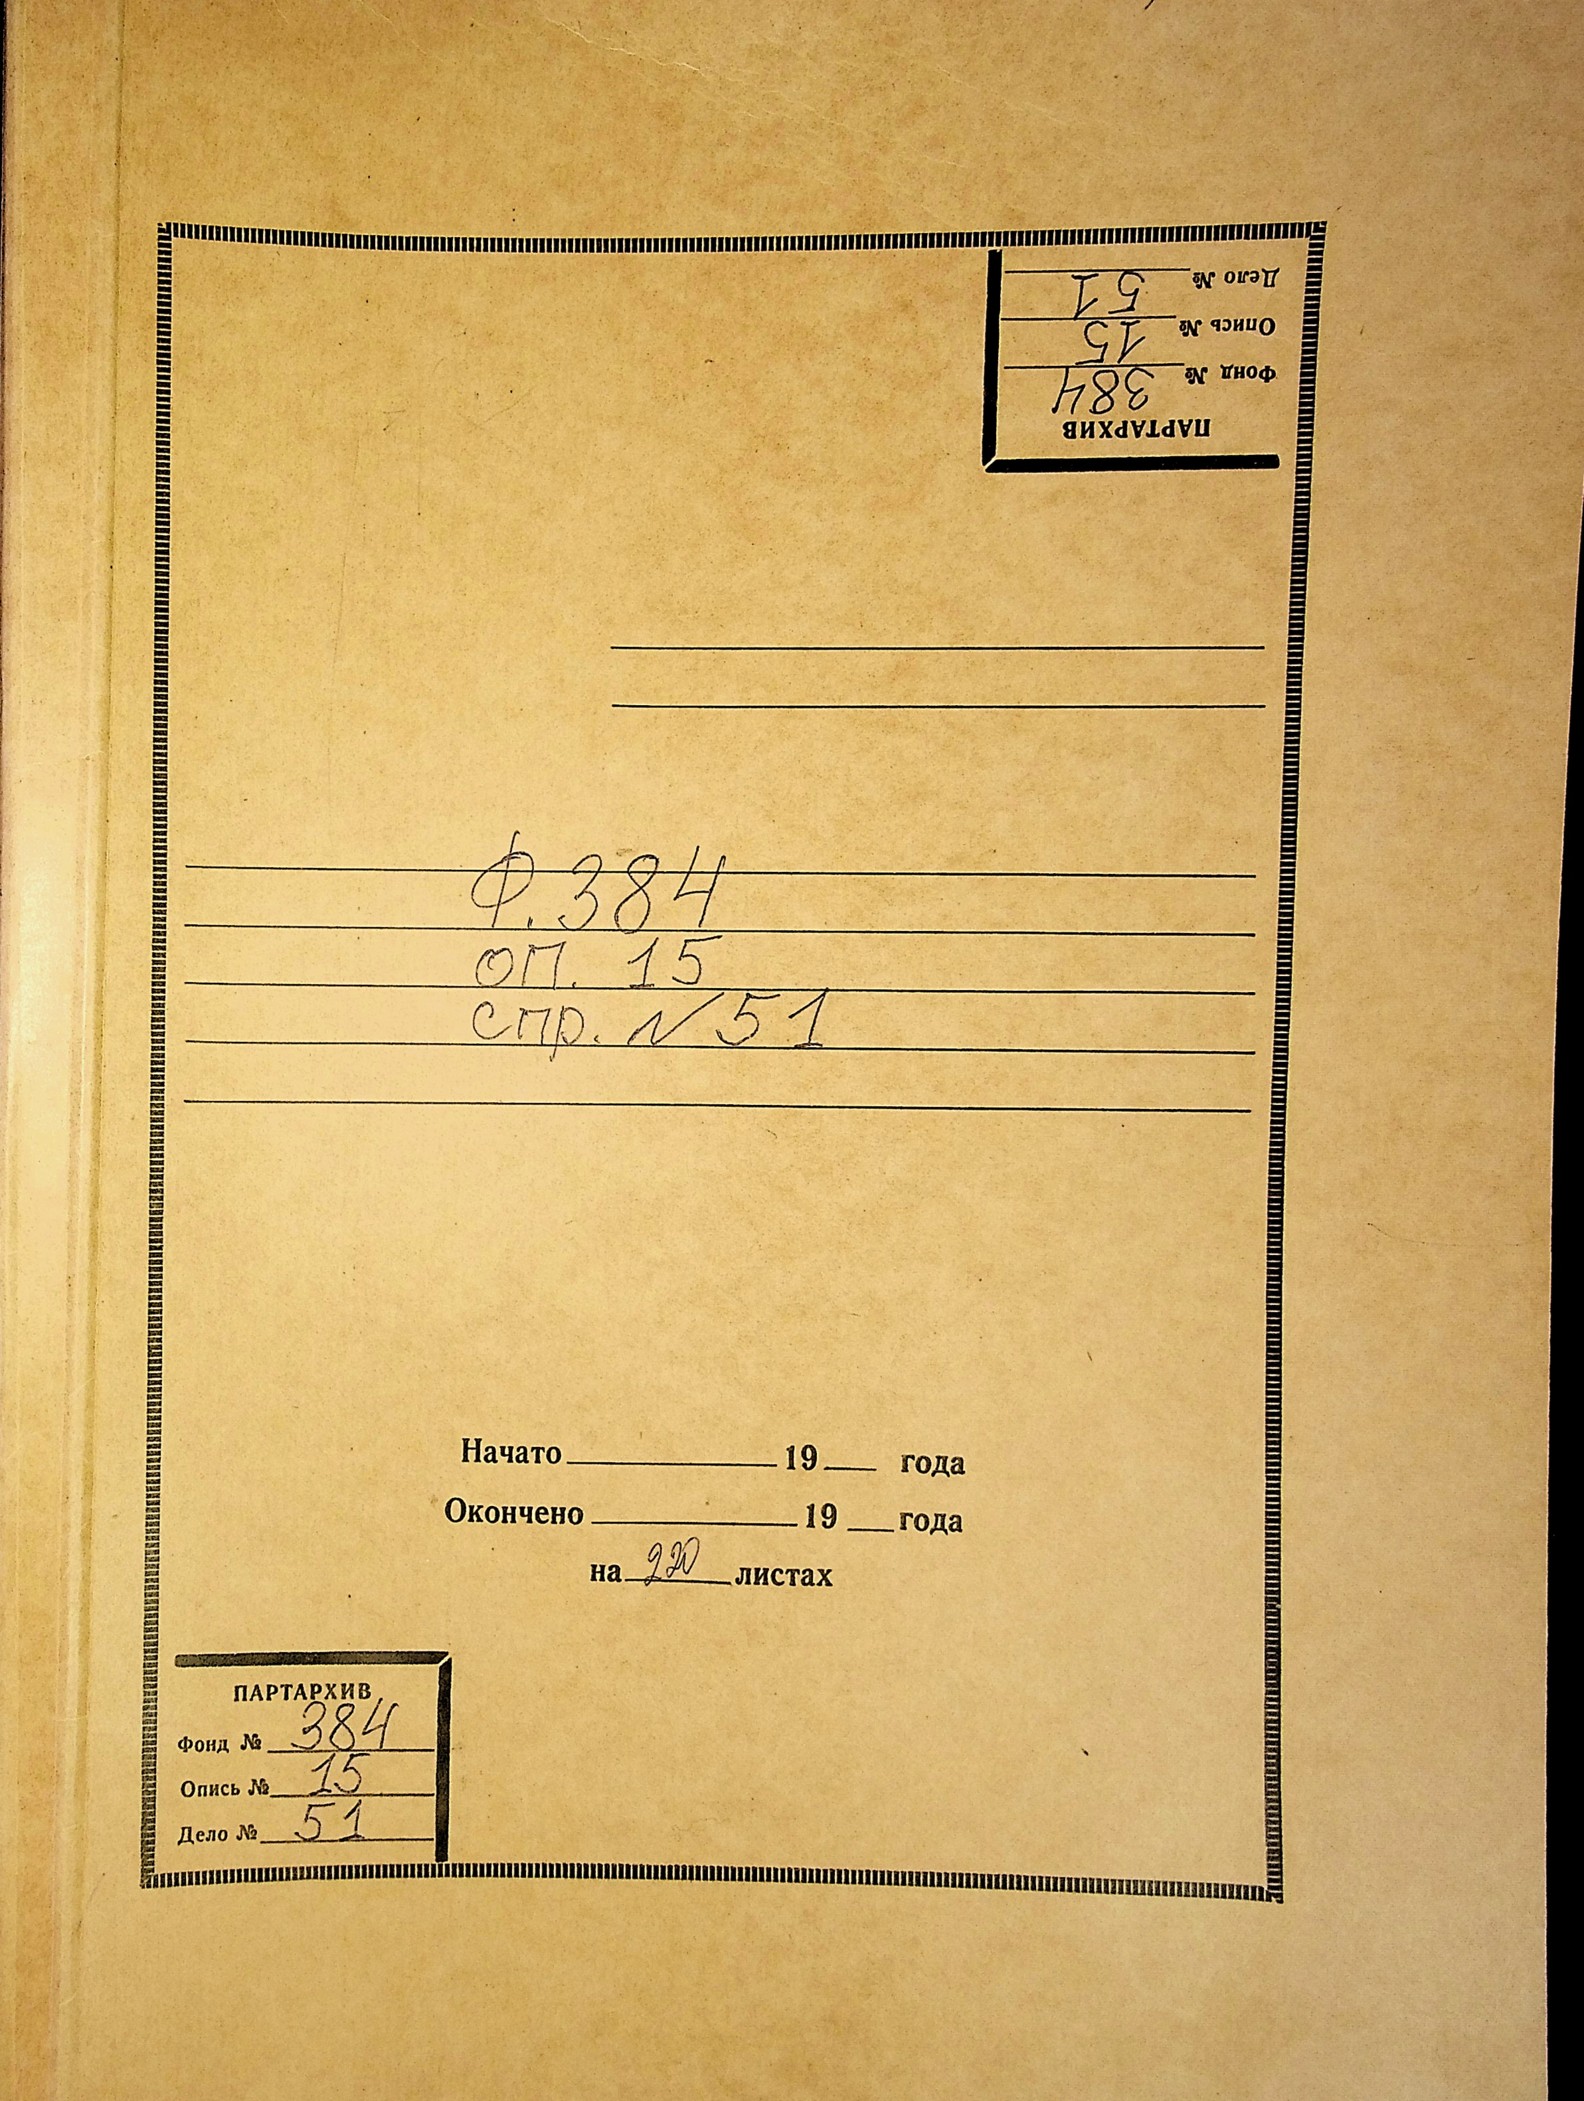 Дело № 51
Опись № 15
Фонд № 384
ПАРТАРХИВ
Ф. 384
оп. 15
спр. № 51
Начато 19 года
Окончено 19 года
на 220 листах
ПАРТАРХИВ
Фонд № 384
Опись № 15
Дело № 51